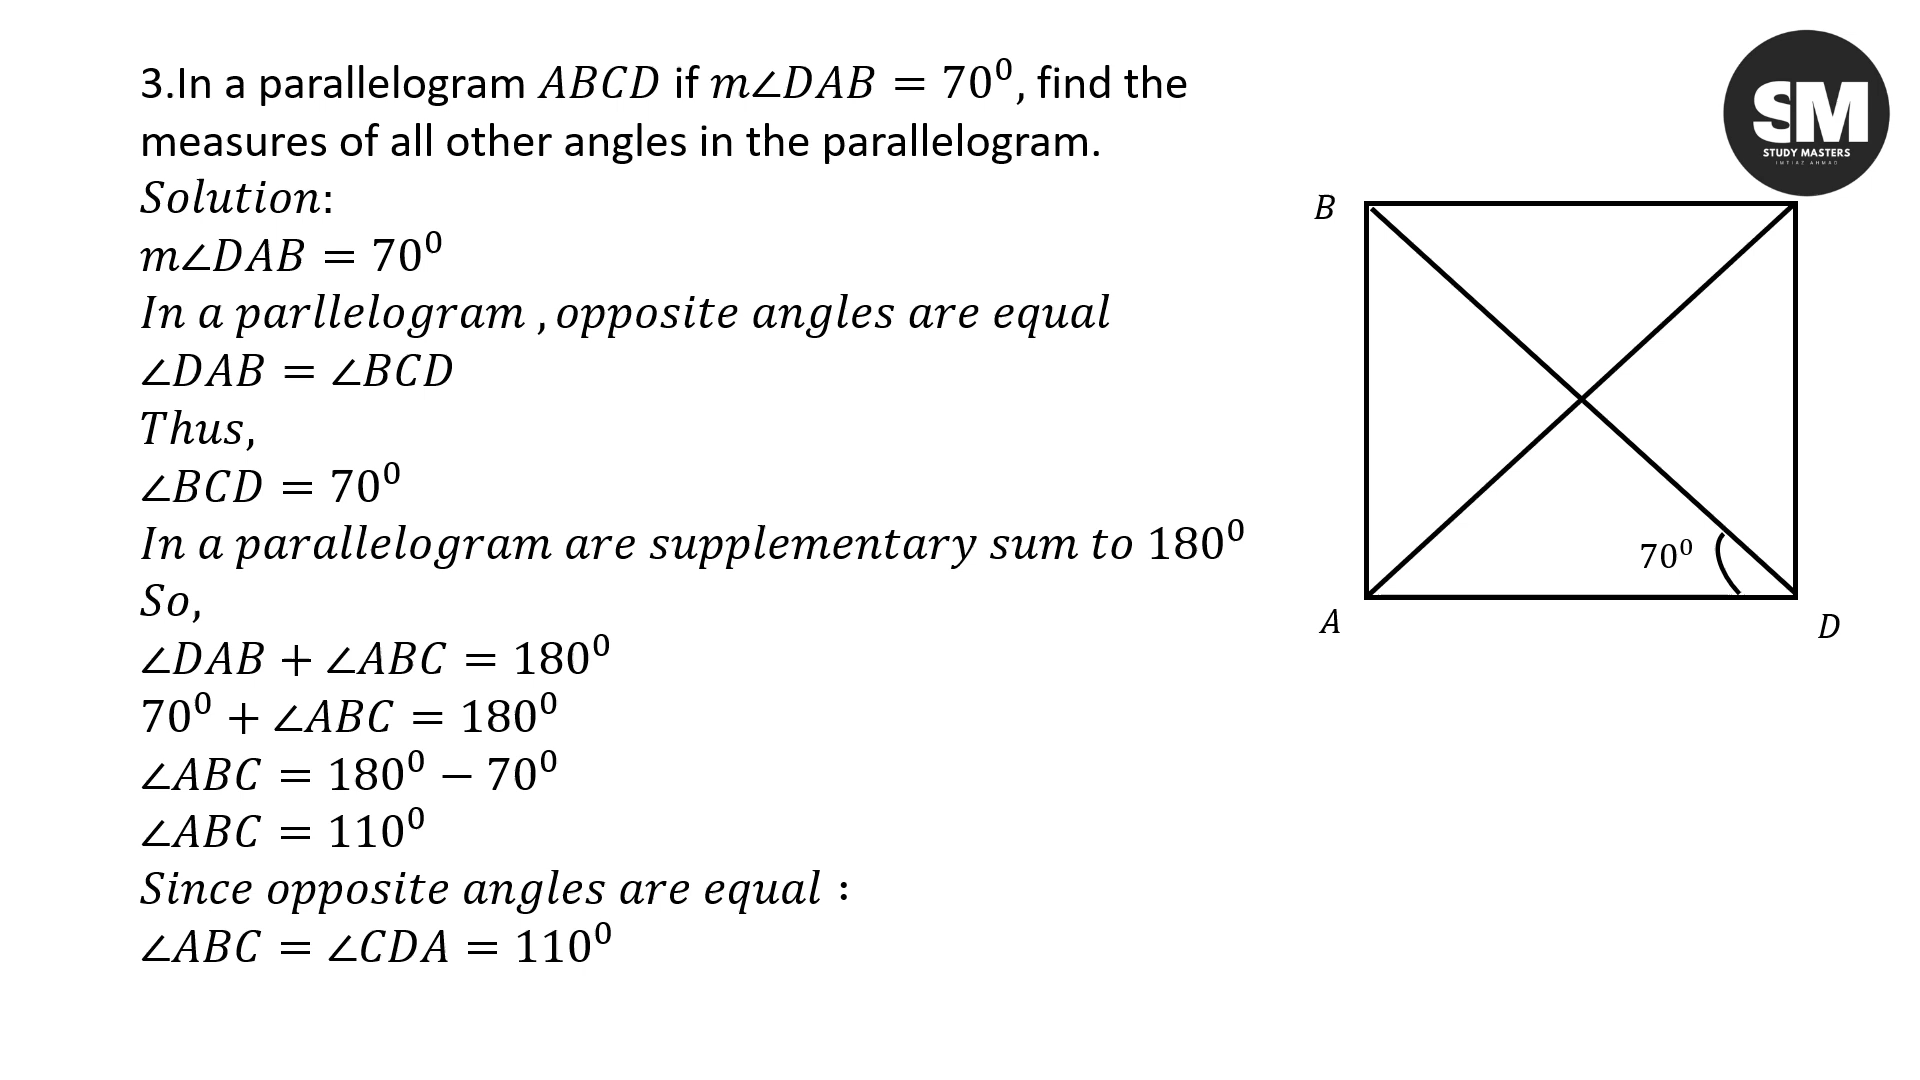 3.In a parallelogram ABCD if m∠DAB = 70⁰, find the
measures of all other angles in the parallelogram.
Solution:
m∠DAB = 70⁰
In a parllelogram , opposite angles are equal
∠DAB = ∠BCD
Thus,
∠BCD = 70⁰
In a parallelogram are supplementary sum to 180⁰
So,
∠DAB + ∠ABC = 180⁰
70⁰ + ∠ABC = 180⁰
∠ABC = 180⁰ − 70⁰
∠ABC = 110⁰
Since opposite angles are equal :
∠ABC = ∠CDA = 110⁰
SM
STUDY MASTERS
IMTIAZ AHMAD
B
70⁰
A
D